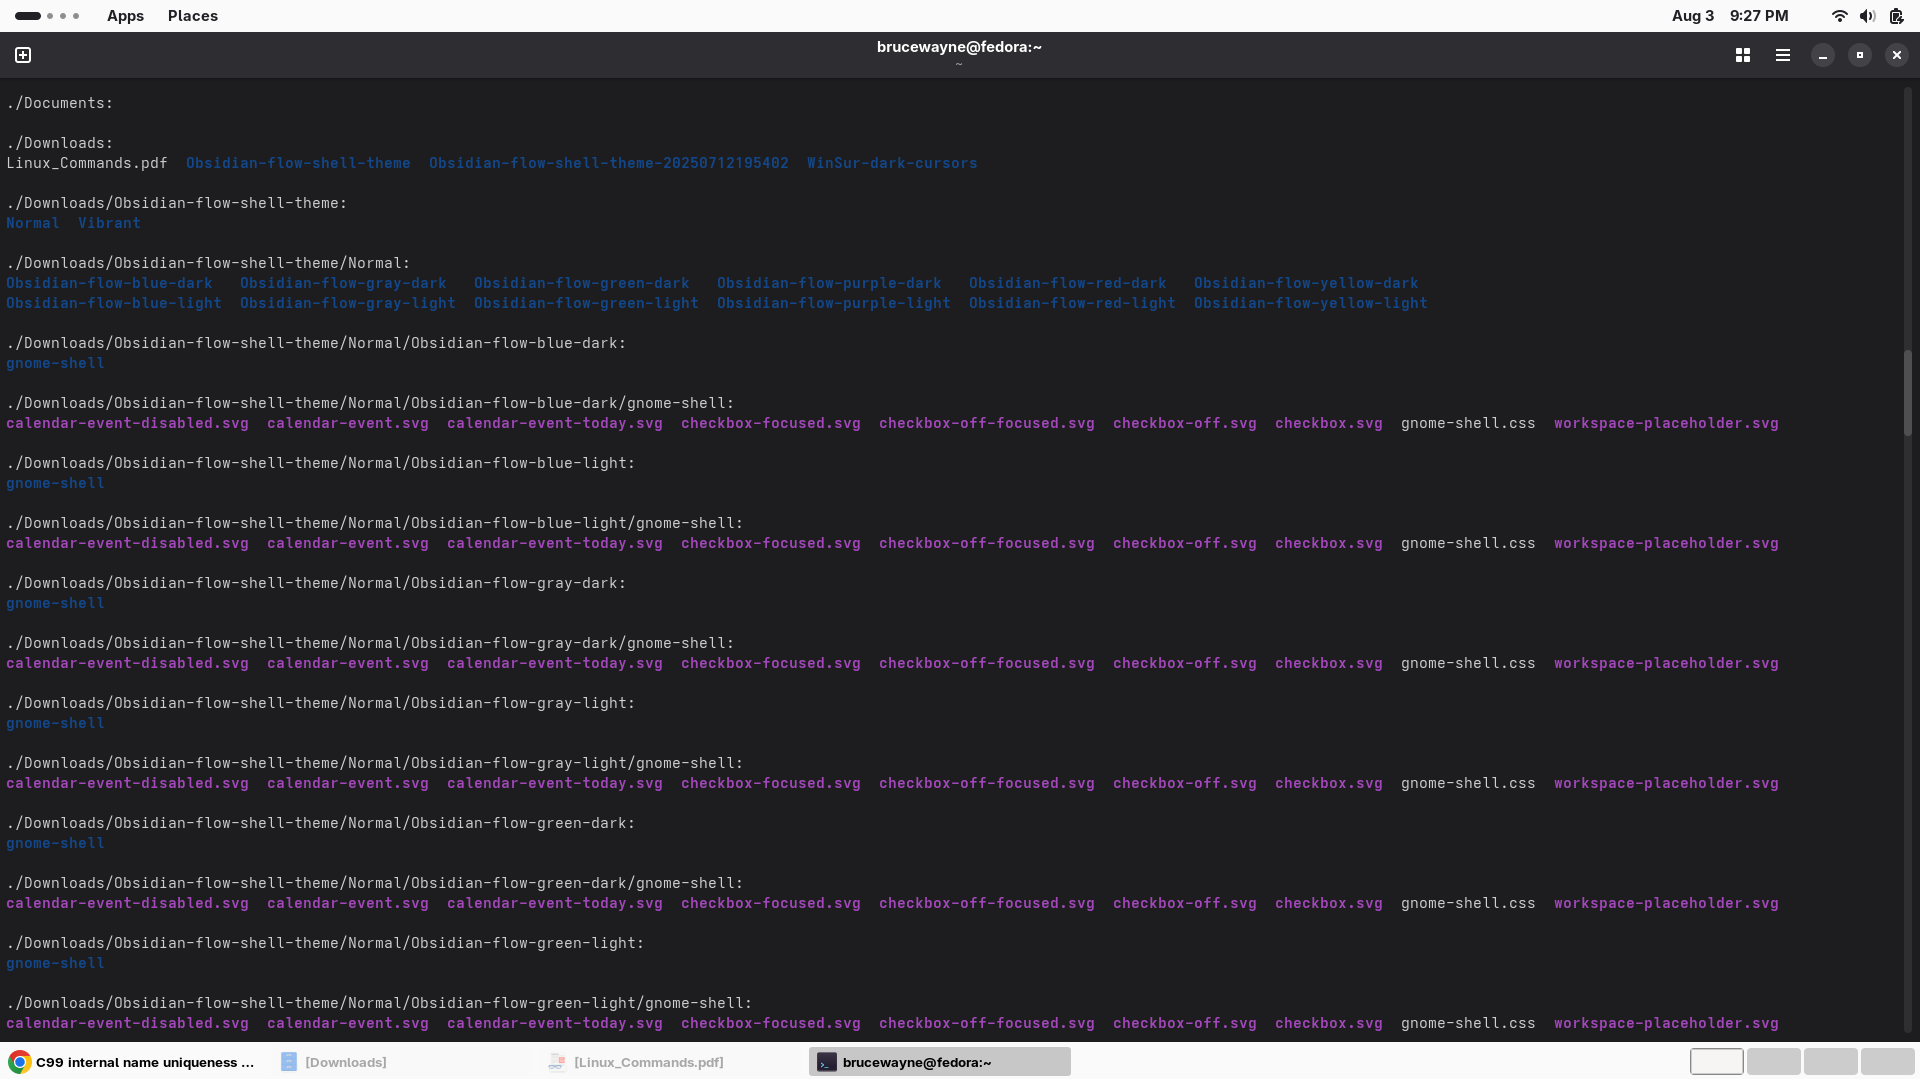 Apps Places Aug 3 9:27 PM
brucewayne@fedora:~
~
./Documents:
./Downloads:
Linux_Commands.pdf  Obsidian-flow-shell-theme  Obsidian-flow-shell-theme-20250712195402  WinSur-dark-cursors
./Downloads/Obsidian-flow-shell-theme:
Normal  Vibrant
./Downloads/Obsidian-flow-shell-theme/Normal:
Obsidian-flow-blue-dark   Obsidian-flow-gray-dark   Obsidian-flow-green-dark   Obsidian-flow-purple-dark   Obsidian-flow-red-dark   Obsidian-flow-yellow-dark
Obsidian-flow-blue-light  Obsidian-flow-gray-light  Obsidian-flow-green-light  Obsidian-flow-purple-light  Obsidian-flow-red-light  Obsidian-flow-yellow-light
./Downloads/Obsidian-flow-shell-theme/Normal/Obsidian-flow-blue-dark:
gnome-shell
./Downloads/Obsidian-flow-shell-theme/Normal/Obsidian-flow-blue-dark/gnome-shell:
calendar-event-disabled.svg  calendar-event.svg  calendar-event-today.svg  checkbox-focused.svg  checkbox-off-focused.svg  checkbox-off.svg  checkbox.svg  gnome-shell.css  workspace-placeholder.svg
./Downloads/Obsidian-flow-shell-theme/Normal/Obsidian-flow-blue-light:
gnome-shell
./Downloads/Obsidian-flow-shell-theme/Normal/Obsidian-flow-blue-light/gnome-shell:
calendar-event-disabled.svg  calendar-event.svg  calendar-event-today.svg  checkbox-focused.svg  checkbox-off-focused.svg  checkbox-off.svg  checkbox.svg  gnome-shell.css  workspace-placeholder.svg
./Downloads/Obsidian-flow-shell-theme/Normal/Obsidian-flow-gray-dark:
gnome-shell
./Downloads/Obsidian-flow-shell-theme/Normal/Obsidian-flow-gray-dark/gnome-shell:
calendar-event-disabled.svg  calendar-event.svg  calendar-event-today.svg  checkbox-focused.svg  checkbox-off-focused.svg  checkbox-off.svg  checkbox.svg  gnome-shell.css  workspace-placeholder.svg
./Downloads/Obsidian-flow-shell-theme/Normal/Obsidian-flow-gray-light:
gnome-shell
./Downloads/Obsidian-flow-shell-theme/Normal/Obsidian-flow-gray-light/gnome-shell:
calendar-event-disabled.svg  calendar-event.svg  calendar-event-today.svg  checkbox-focused.svg  checkbox-off-focused.svg  checkbox-off.svg  checkbox.svg  gnome-shell.css  workspace-placeholder.svg
./Downloads/Obsidian-flow-shell-theme/Normal/Obsidian-flow-green-dark:
gnome-shell
./Downloads/Obsidian-flow-shell-theme/Normal/Obsidian-flow-green-dark/gnome-shell:
calendar-event-disabled.svg  calendar-event.svg  calendar-event-today.svg  checkbox-focused.svg  checkbox-off-focused.svg  checkbox-off.svg  checkbox.svg  gnome-shell.css  workspace-placeholder.svg
./Downloads/Obsidian-flow-shell-theme/Normal/Obsidian-flow-green-light:
gnome-shell
./Downloads/Obsidian-flow-shell-theme/Normal/Obsidian-flow-green-light/gnome-shell:
calendar-event-disabled.svg  calendar-event.svg  calendar-event-today.svg  checkbox-focused.svg  checkbox-off-focused.svg  checkbox-off.svg  checkbox.svg  gnome-shell.css  workspace-placeholder.svg
C99 internal name uniqueness ... [Downloads] [Linux_Commands.pdf] brucewayne@fedora:~